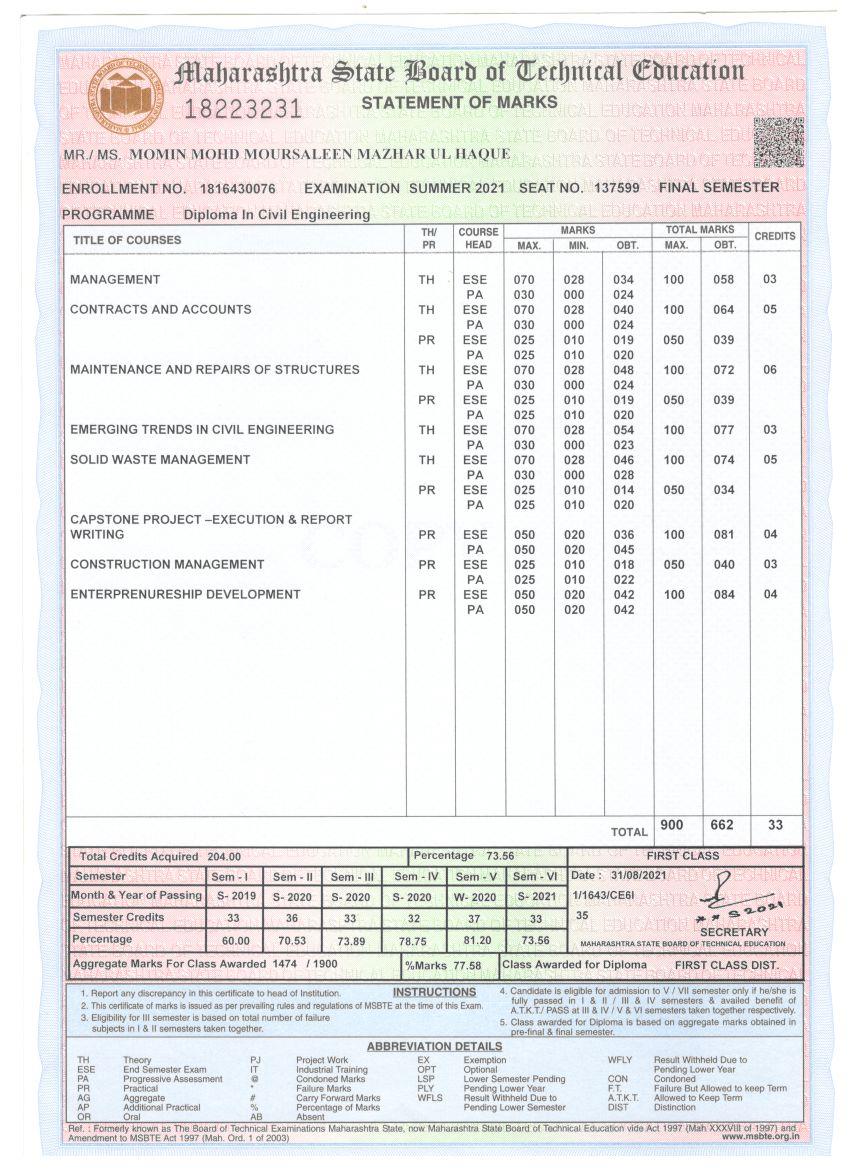 Maharashtra State Board of Technical Education
18223231 STATEMENT OF MARKS
MR./ MS. MOMIN MOHD MOURSALEEN MAZHAR UL HAQUE
ENROLLMENT NO. 1816430076 EXAMINATION SUMMER 2021 SEAT NO. 137599 FINAL SEMESTER
PROGRAMME Diploma In Civil Engineering
TITLE OF COURSES TH/ PR COURSE HEAD MARKS MAX. MIN. OBT. TOTAL MARKS MAX. OBT. CREDITS
MANAGEMENT TH ESE 070 028 034 100 058 03
PA 030 000 024
CONTRACTS AND ACCOUNTS TH ESE 070 028 040 100 064 05
PA 030 000 024
PR ESE 025 010 019 050 039
PA 025 010 020
MAINTENANCE AND REPAIRS OF STRUCTURES TH ESE 070 028 048 100 072 06
PA 030 000 024
PR ESE 025 010 019 050 039
PA 025 010 020
EMERGING TRENDS IN CIVIL ENGINEERING TH ESE 070 028 054 100 077 03
PA 030 000 023
SOLID WASTE MANAGEMENT TH ESE 070 028 046 100 074 05
PA 030 000 028
PR ESE 025 010 014 050 034
PA 025 010 020
CAPSTONE PROJECT –EXECUTION & REPORT
WRITING PR ESE 050 020 036 100 081 04
PA 050 020 045
CONSTRUCTION MANAGEMENT PR ESE 025 010 018 050 040 03
PA 025 010 022
ENTERPRENURESHIP DEVELOPMENT PR ESE 050 020 042 100 084 04
PA 050 020 042
TOTAL 900 662 33
Total Credits Acquired 204.00 Percentage 73.56 FIRST CLASS
Semester Sem - I Sem - II Sem - III Sem - IV Sem - V Sem - VI Date : 31/08/2021
Month & Year of Passing S- 2019 S- 2020 S- 2020 S- 2020 W- 2020 S- 2021 1/1643/CE6I
Semester Credits 33 36 33 32 37 33 35
** S 2021
SECRETARY
Percentage 60.00 70.53 73.89 78.75 81.20 73.56 MAHARASHTRA STATE BOARD OF TECHNICAL EDUCATION
Aggregate Marks For Class Awarded 1474 / 1900 %Marks 77.58 Class Awarded for Diploma FIRST CLASS DIST.
INSTRUCTIONS
1. Report any discrepancy in this certificate to head of Institution.
2. This certificate of marks is issued as per prevailing rules and regulations of MSBTE at the time of this Exam.
3. Eligibility for III semester is based on total number of failure
subjects in I & II semesters taken together.
4. Candidate is eligible for admission to V / VII semester only if he/she is
fully passed in I & II / III & IV semesters & availed benefit of
A.T.K.T./ PASS at III & IV / V & VI semesters taken together respectively.
5. Class awarded for Diploma is based on aggregate marks obtained in
pre-final & final semester.
ABBREVIATION DETAILS
TH Theory PJ Project Work EX Exemption WFLY Result Withheld Due to
ESE End Semester Exam IT Industrial Training OPT Optional Pending Lower Year
PA Progressive Assessment @ Condoned Marks LSP Lower Semester Pending CON Condoned
PR Practical * Failure Marks PLY Pending Lower Year F.T. Failure But Allowed to keep Term
AG Aggregate # Carry Forward Marks WFLS Result Withheld Due to A.T.K.T. Allowed to Keep Term
AP Additional Practical % Percentage of Marks Pending Lower Semester DIST Distinction
OR Oral AB Absent
Ref. : Formerly known as The Board of Technical Examinations Maharashtra State, now Maharashtra State Board of Technical Education vide Act 1997 (Mah XXXVIII of 1997) and
Amendment to MSBTE Act 1997 (Mah. Ord. 1 of 2003) www.msbte.org.in